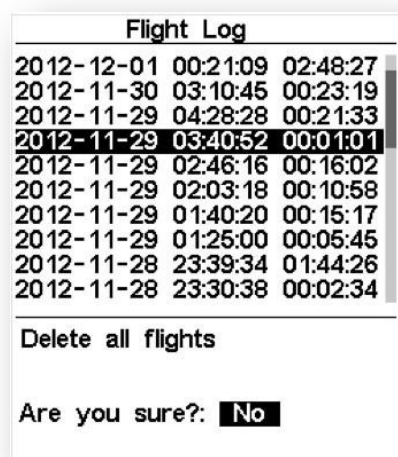 Flight Log
2012-12-01 00:21:09 02:48:27
2012-11-30 03:10:45 00:23:19
2012-11-29 04:28:28 00:21:33
2012-11-29 03:40:52 00:01:01
2012-11-29 02:46:16 00:16:02
2012-11-29 02:03:18 00:10:58
2012-11-29 01:40:20 00:15:17
2012-11-29 01:25:00 00:05:45
2012-11-28 23:39:34 01:44:26
2012-11-28 23:30:38 00:02:34
Delete all flights
Are you sure?: No